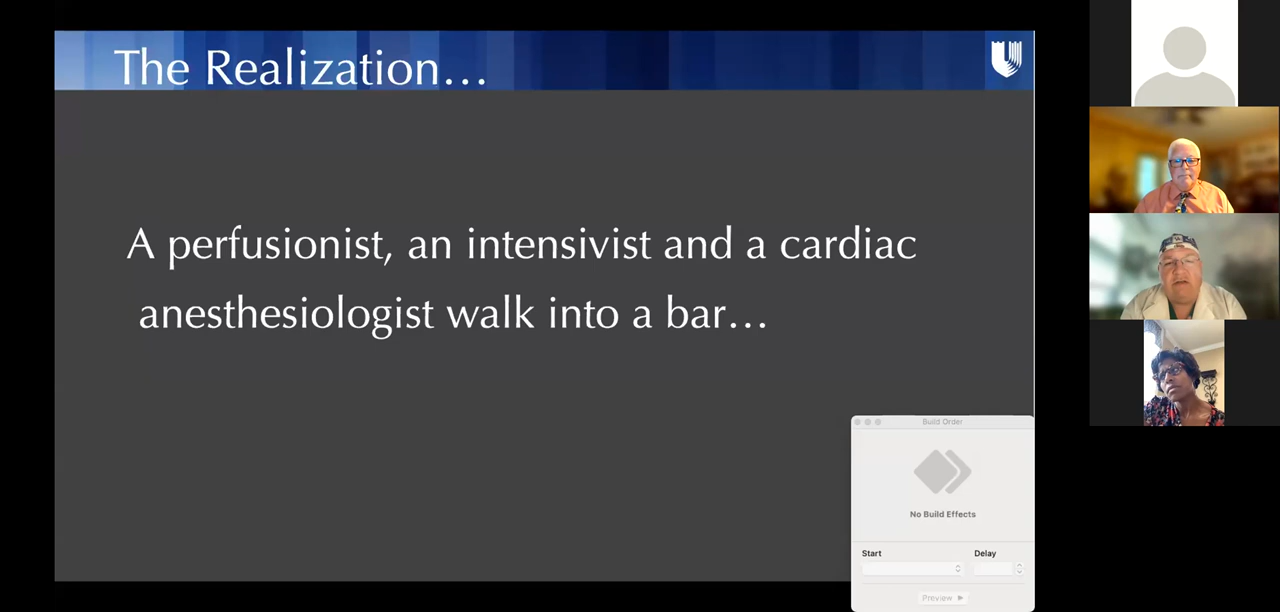 The Realization...
A perfusionist, an intensivist and a cardiac
anesthesiologist walk into a bar...
Build Order
No Build Effects
Start
Delay
Preview